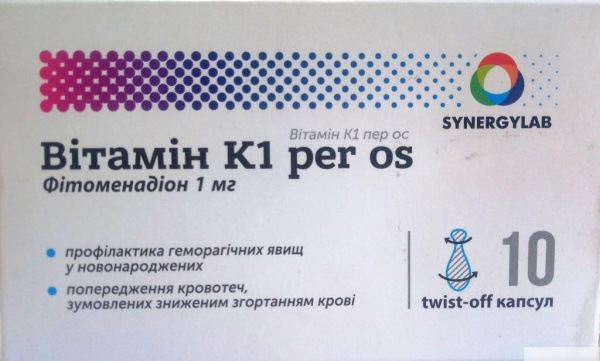 SYNERGYLAB
Вітамін К1 пер ос
Вітамін K1 per os
Фітоменадіон 1 мг
профілактика геморагічних явищ
у новонароджених
попередження кровотеч,
зумовлених зниженим згортанням крові
10
twist-off капсул